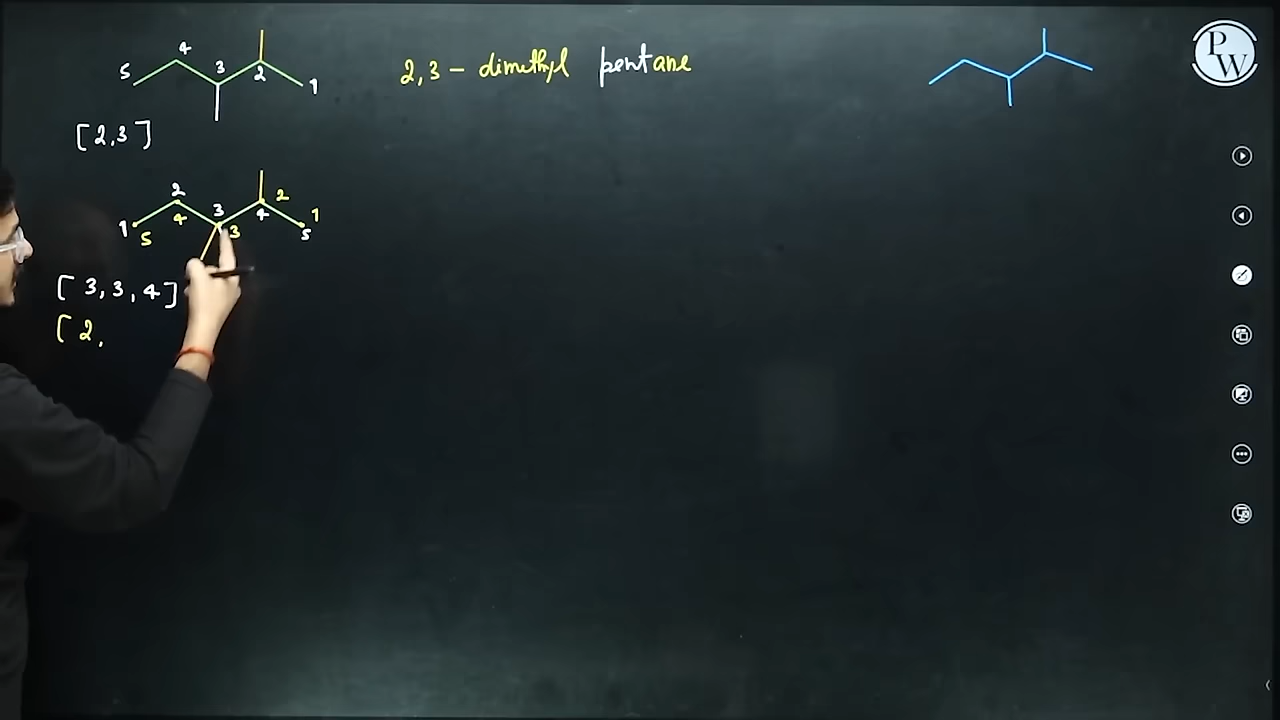 5 4 3 2 1
2,3 - dimethyl pentane
P
W
[2,3]
2 3 2
1 5 4 3 4 5 1
[3,3,4]
[2,